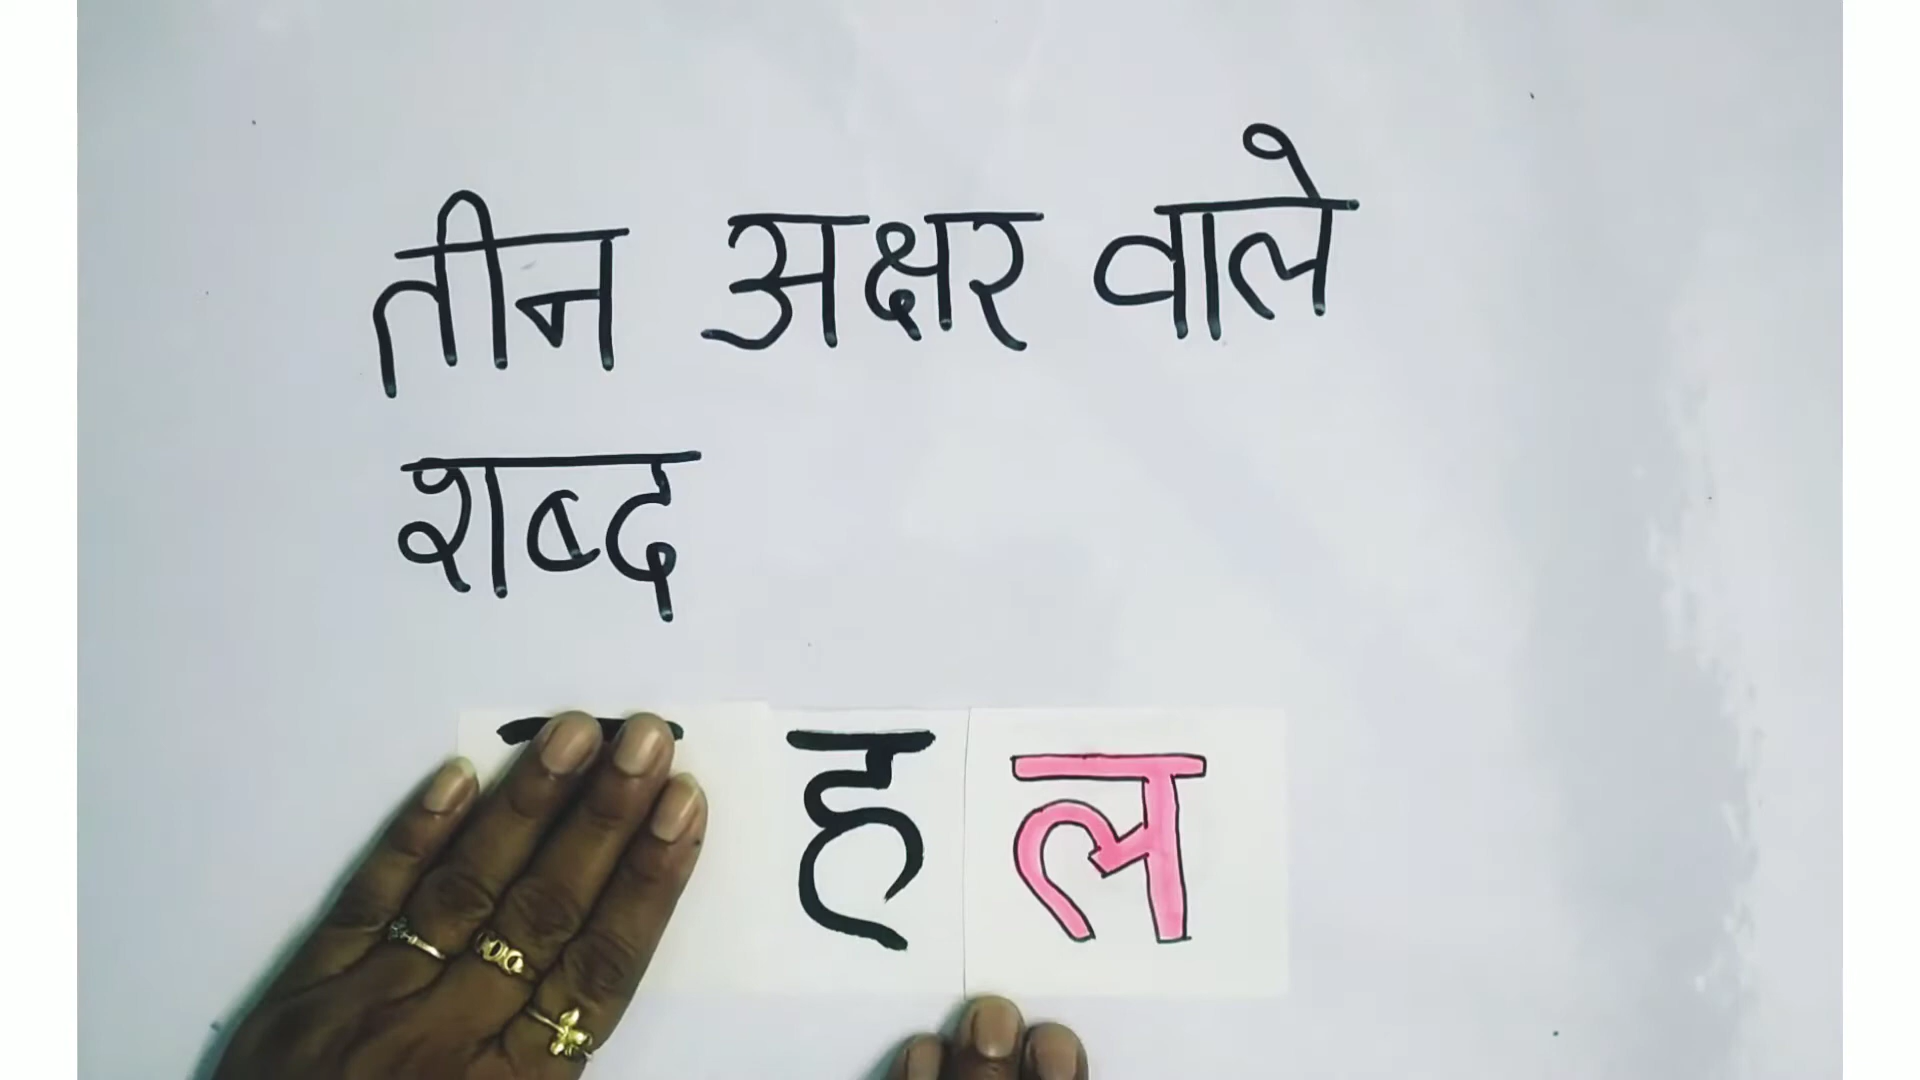 तीन अक्षर वाले
शब्द
ह ल